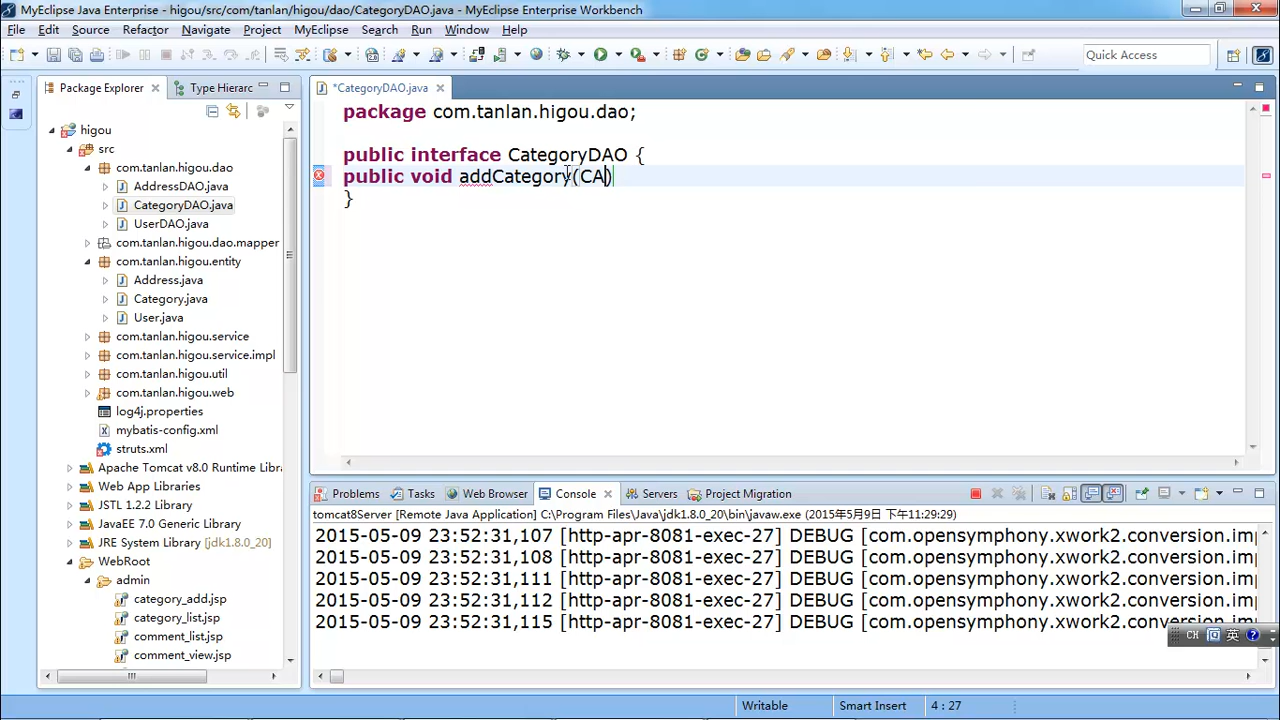 MyEclipse Java Enterprise - higou/src/com/tanlan/higou/dao/CategoryDAO.java - MyEclipse Enterprise Workbench
File Edit Source Refactor Navigate Project MyEclipse Search Run Window Help
Quick Access
Package Explorer
Type Hierarc
*CategoryDAO.java
higou
src
com.tanlan.higou.dao
AddressDAO.java
CategoryDAO.java
UserDAO.java
com.tanlan.higou.dao.mapper
com.tanlan.higou.entity
Address.java
Category.java
User.java
com.tanlan.higou.service
com.tanlan.higou.service.impl
com.tanlan.higou.util
com.tanlan.higou.web
log4j.properties
mybatis-config.xml
struts.xml
Apache Tomcat v8.0 Runtime Libra
Web App Libraries
JSTL 1.2.2 Library
JavaEE 7.0 Generic Library
JRE System Library [jdk1.8.0_20]
WebRoot
admin
category_add.jsp
category_list.jsp
comment_list.jsp
comment_view.jsp
package com.tanlan.higou.dao;
public interface CategoryDAO {
public void addCategory(CA)
}
Problems Tasks Web Browser Console Servers Project Migration
tomcat8Server [Remote Java Application] C:\Program Files\Java\jdk1.8.0_20\bin\javaw.exe (2015年5月9日 下午11:29:29)
2015-05-09 23:52:31,107 [http-apr-8081-exec-27] DEBUG [com.opensymphony.xwork2.conversion.imp
2015-05-09 23:52:31,108 [http-apr-8081-exec-27] DEBUG [com.opensymphony.xwork2.conversion.imp
2015-05-09 23:52:31,111 [http-apr-8081-exec-27] DEBUG [com.opensymphony.xwork2.conversion.imp
2015-05-09 23:52:31,112 [http-apr-8081-exec-27] DEBUG [com.opensymphony.xwork2.conversion.imp
2015-05-09 23:52:31,115 [http-apr-8081-exec-27] DEBUG [com.opensymphony.xwork2.conversion.imp
CH 英
Writable
Smart Insert
4 : 27